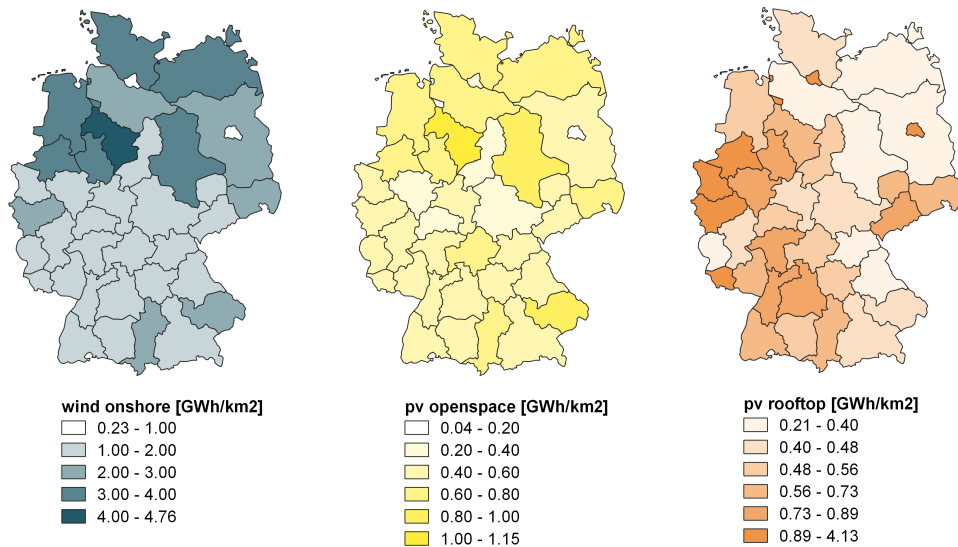 wind onshore [GWh/km2]
0.23 - 1.00
1.00 - 2.00
2.00 - 3.00
3.00 - 4.00
4.00 - 4.76
pv openspace [GWh/km2]
0.04 - 0.20
0.20 - 0.40
0.40 - 0.60
0.60 - 0.80
0.80 - 1.00
1.00 - 1.15
pv rooftop [GWh/km2]
0.21 - 0.40
0.40 - 0.48
0.48 - 0.56
0.56 - 0.73
0.73 - 0.89
0.89 - 4.13